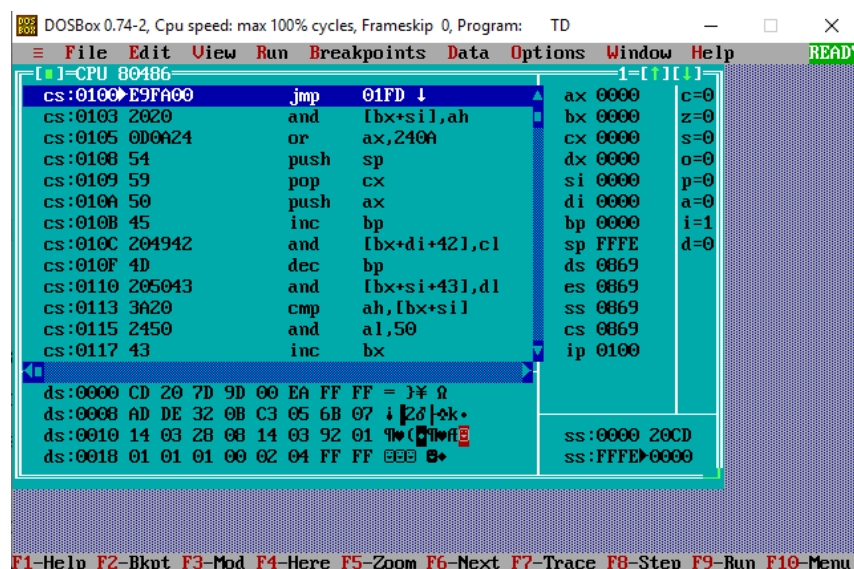 DOSBox 0.74-2, Cpu speed: max 100% cycles, Frameskip 0, Program: TD
≡ File Edit View Run Breakpoints Data Options Window Help READY
[■]=CPU 80486 1=[↑][↓]
cs:0100►E9FA00 jmp 01FD ↓ ax 0000 c=0
cs:0103 2020 and [bx+si],ah bx 0000 z=0
cs:0105 0D0A24 or ax,240A cx 0000 s=0
cs:0108 54 push sp dx 0000 o=0
cs:0109 59 pop cx si 0000 p=0
cs:010A 50 push ax di 0000 a=0
cs:010B 45 inc bp bp 0000 i=1
cs:010C 204942 and [bx+di+42],cl sp FFFE d=0
cs:010F 4D dec bp ds 0869
cs:0110 205043 and [bx+si+43],dl es 0869
cs:0113 3A20 cmp ah,[bx+si] ss 0869
cs:0115 2450 and al,50 cs 0869
cs:0117 43 inc bx ip 0100
ds:0000 CD 20 7D 9D 00 EA FF FF = }¥ Ω
ds:0008 AD DE 32 0B C3 05 6B 07
ds:0010 14 03 28 08 14 03 92 01 ss:0000 20CD
ds:0018 01 01 01 00 02 04 FF FF ss:FFFE►0000
F1-Help F2-Bkpt F3-Mod F4-Here F5-Zoom F6-Next F7-Trace F8-Step F9-Run F10-Menu